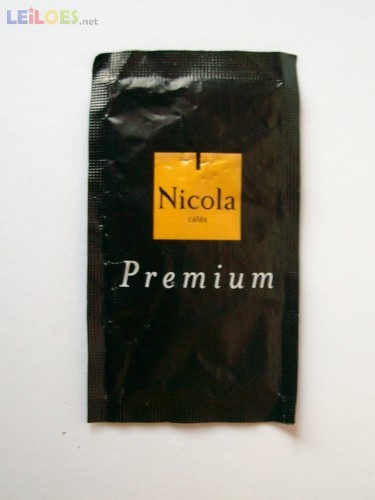 LEiLOES.net
Nicola
cafés
Premium